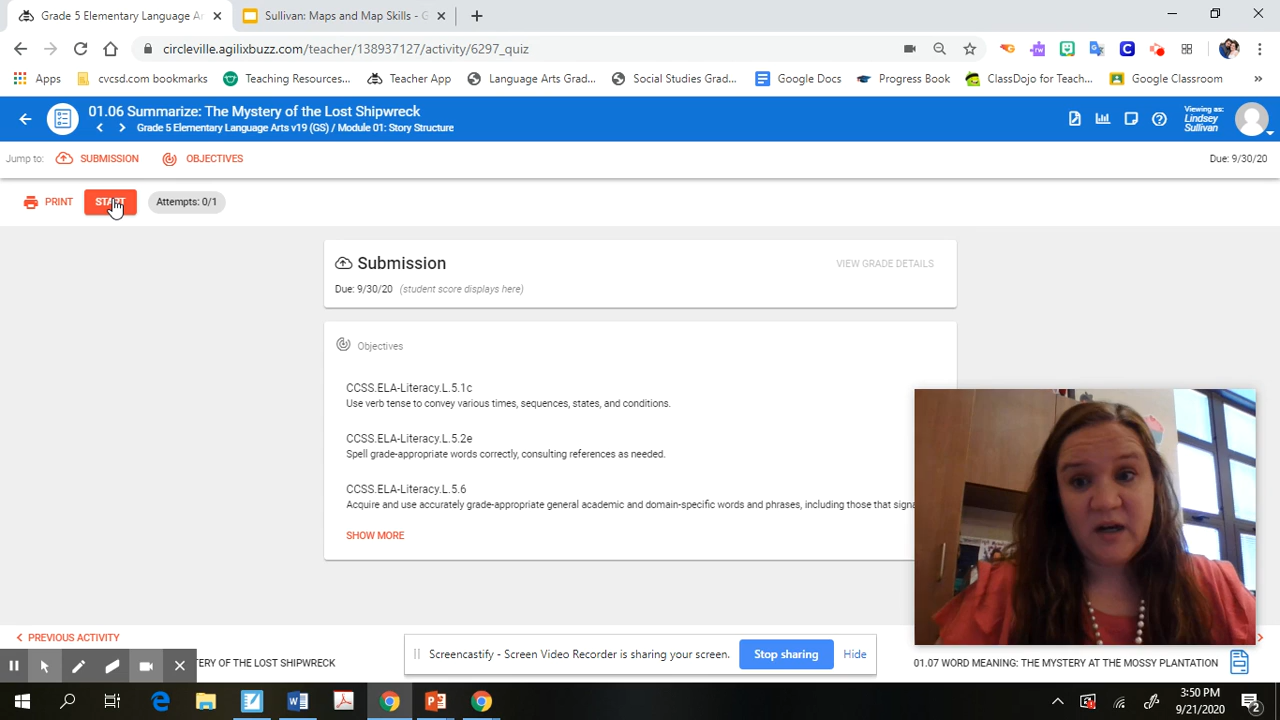 Grade 5 Elementary Language Ar
Sullivan: Maps and Map Skills - G
circleville.agilixbuzz.com/teacher/138937127/activity/6297_quiz
Apps
cvcsd.com bookmarks
Teaching Resources...
Teacher App
Language Arts Grad...
Social Studies Grad...
Google Docs
Progress Book
ClassDojo for Teach...
Google Classroom
»
01.06 Summarize: The Mystery of the Lost Shipwreck
Grade 5 Elementary Language Arts v19 (GS) / Module 01: Story Structure
Viewing as:
Lindsey
Sullivan
Jump to: SUBMISSION OBJECTIVES
Due: 9/30/20
PRINT
START
Attempts: 0/1
Submission
VIEW GRADE DETAILS
Due: 9/30/20 (student score displays here)
Objectives
CCSS.ELA-Literacy.L.5.1c
Use verb tense to convey various times, sequences, states, and conditions.
CCSS.ELA-Literacy.L.5.2e
Spell grade-appropriate words correctly, consulting references as needed.
CCSS.ELA-Literacy.L.5.6
Acquire and use accurately grade-appropriate general academic and domain-specific words and phrases, including those that signa
SHOW MORE
PREVIOUS ACTIVITY
TERY OF THE LOST SHIPWRECK
Screencastify - Screen Video Recorder is sharing your screen.
Stop sharing
Hide
01.07 WORD MEANING: THE MYSTERY AT THE MOSSY PLANTATION
3:50 PM
9/21/2020
2